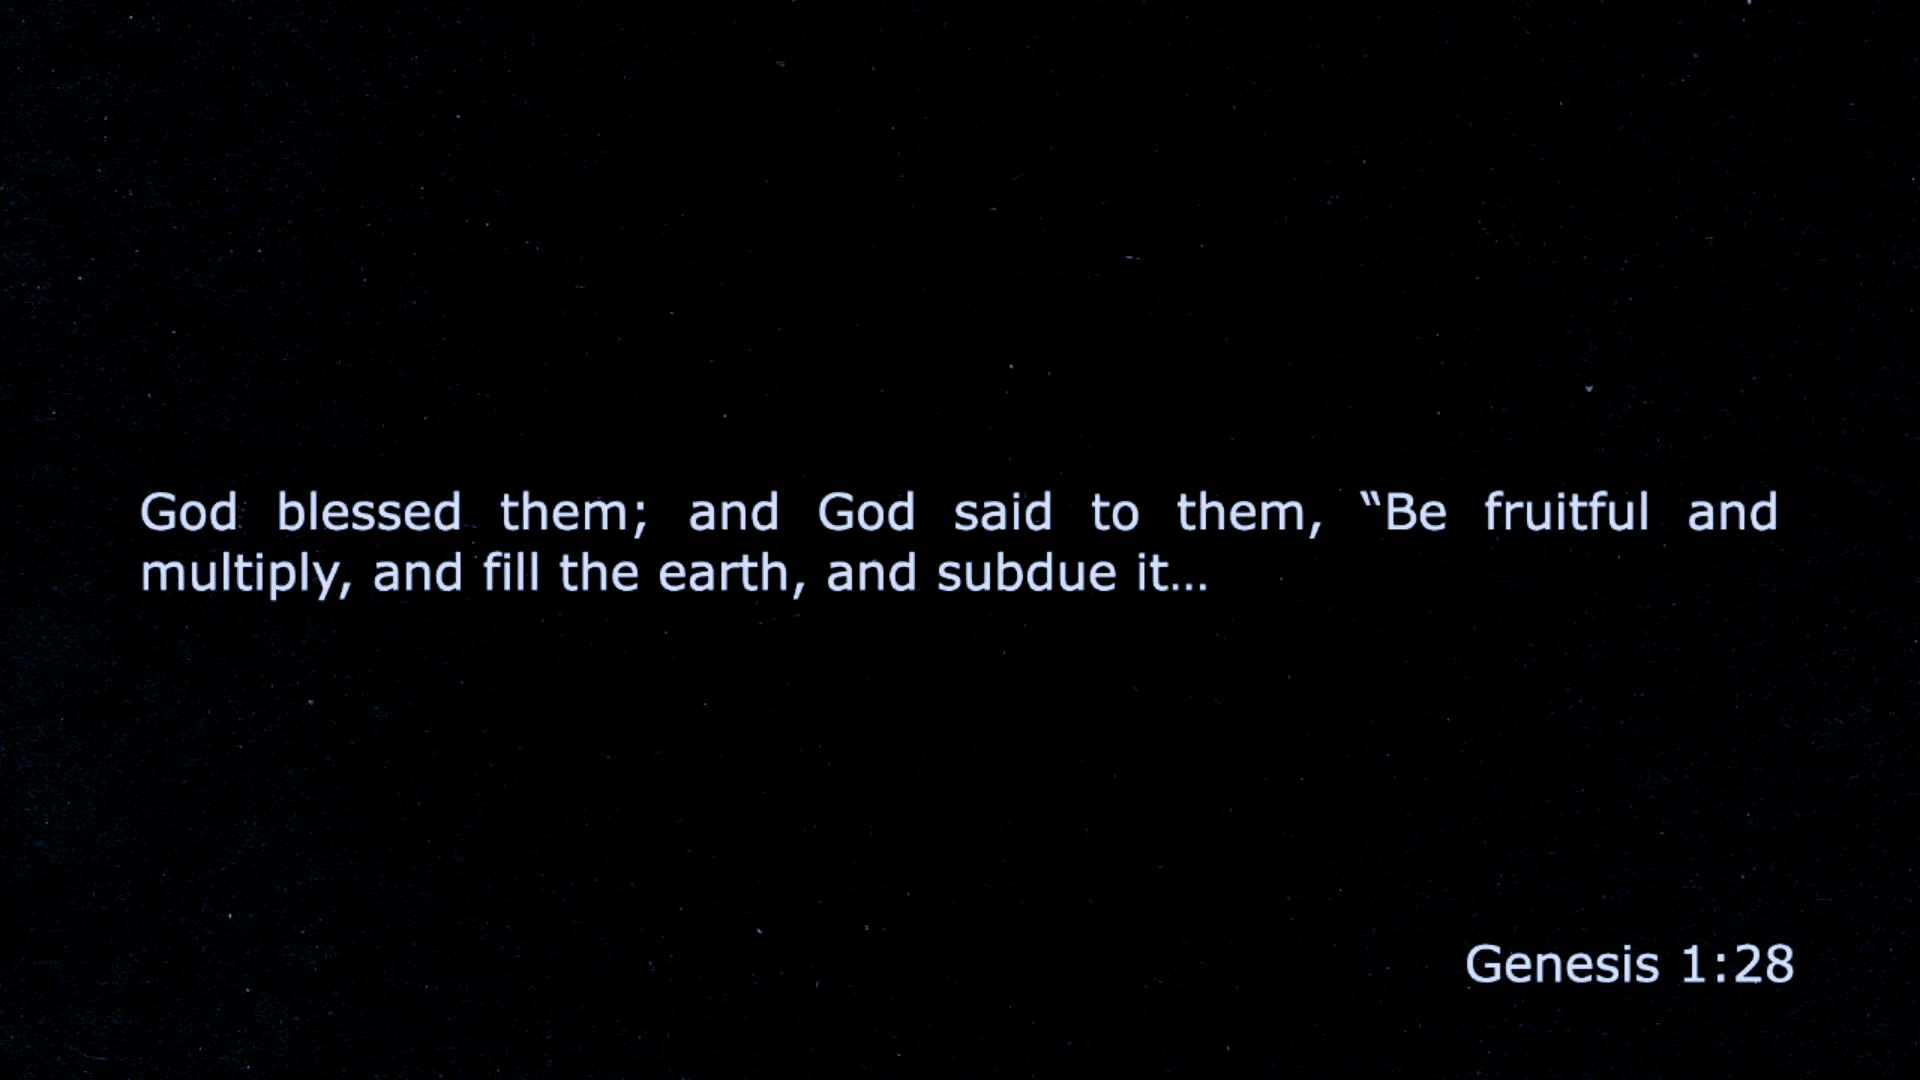 God blessed them; and God said to them, “Be fruitful and
multiply, and fill the earth, and subdue it…
Genesis 1:28